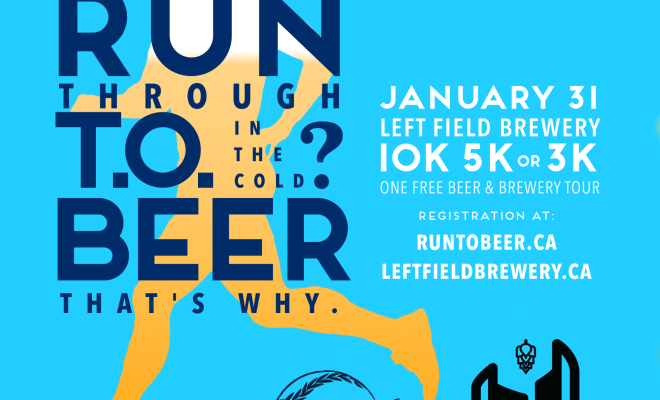 RUN
THROUGH
T.O.
IN
THE
COLD
?
BEER
THAT'S WHY.
JANUARY 31
LEFT FIELD BREWERY
10K 5K OR 3K
ONE FREE BEER & BREWERY TOUR
REGISTRATION AT:
RUNTOBEER.CA
LEFTFIELDBREWERY.CA